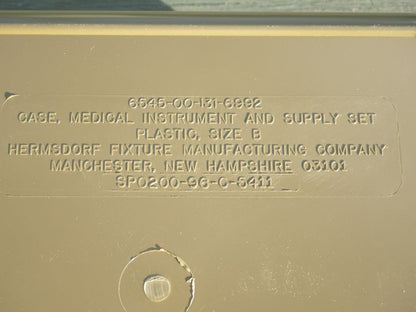 6545-00-131-6992
CASE, MEDICAL INSTRUMENT AND SUPPLY SET
PLASTIC, SIZE B
HERMSDORF FIXTURE MANUFACTURING COMPANY
MANCHESTER, NEW HAMPSHIRE 03101
SPO200-96-C-5411